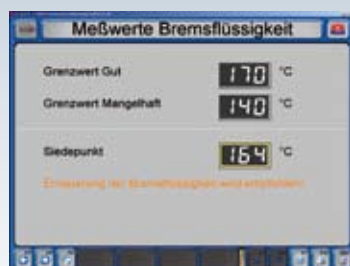 Meßwerte Bremsflüssigkeit
Grenzwert Gut 170 °C
Grenzwert Mangelhaft 140 °C
Siedepunkt 164 °C
Erneuerung der Bremsflüssigkeit wird empfohlen!